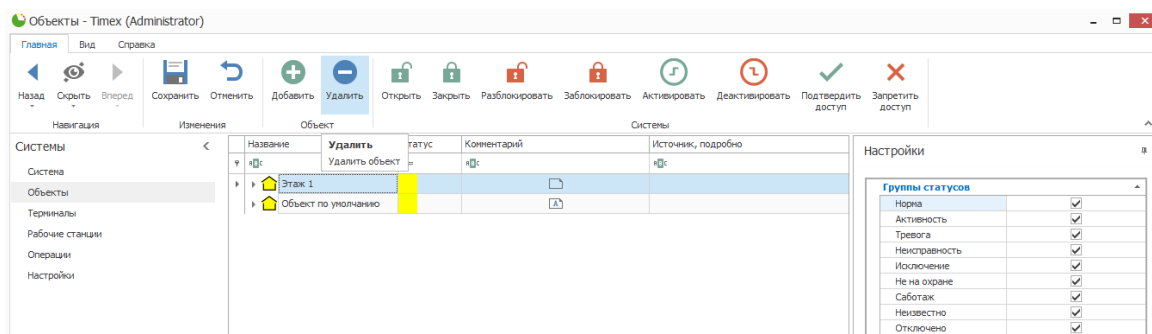 Объекты - Timex (Administrator)
Главная Вид Справка
Назад Скрыть Вперед Сохранить Отменить Добавить Удалить Открыть Закрыть Разблокировать Заблокировать Активировать Деактивировать Подтвердить доступ Запретить доступ
Навигация Изменения Объект Системы
Системы
Система
Объекты
Терминалы
Рабочие станции
Операции
Настройки
Название татус Комментарий Источник, подробно
Удалить
Удалить объект
Этаж 1
Объект по умолчанию
Настройки
Группы статусов
Норма
Активность
Тревога
Неисправность
Исключение
Не на охране
Саботаж
Неизвестно
Отключено